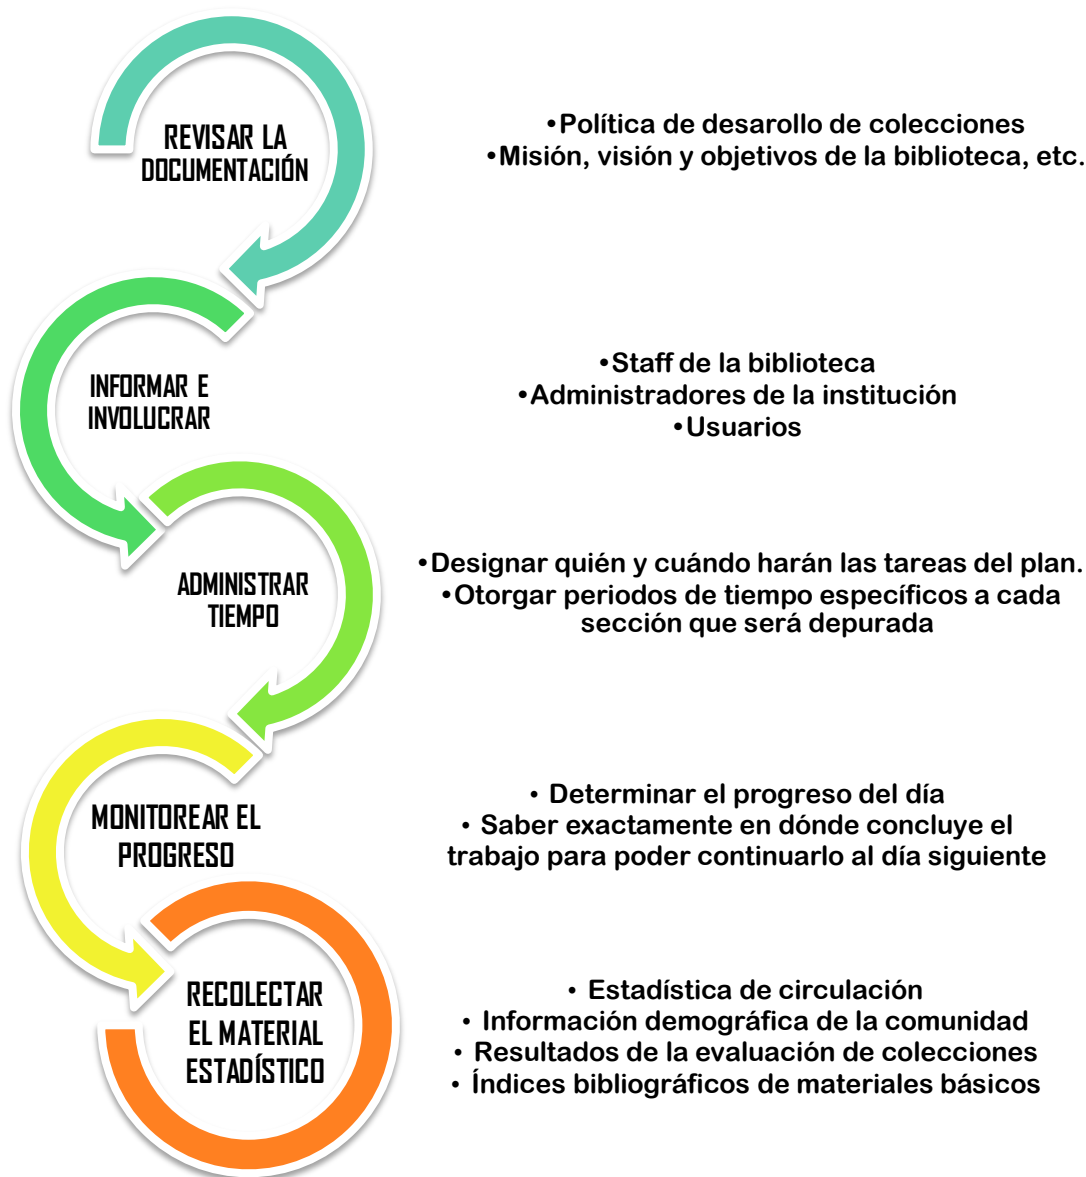 REVISAR LA
DOCUMENTACIÓN
•Política de desarollo de colecciones
•Misión, visión y objetivos de la biblioteca, etc.
INFORMAR E
INVOLUCRAR
•Staff de la biblioteca
•Administradores de la institución
•Usuarios
ADMINISTRAR
TIEMPO
•Designar quién y cuándo harán las tareas del plan.
•Otorgar periodos de tiempo específicos a cada
sección que será depurada
MONITOREAR EL
PROGRESO
• Determinar el progreso del día
• Saber exactamente en dónde concluye el
trabajo para poder continuarlo al día siguiente
RECOLECTAR
EL MATERIAL
ESTADÍSTICO
• Estadística de circulación
• Información demográfica de la comunidad
• Resultados de la evaluación de colecciones
• Índices bibliográficos de materiales básicos